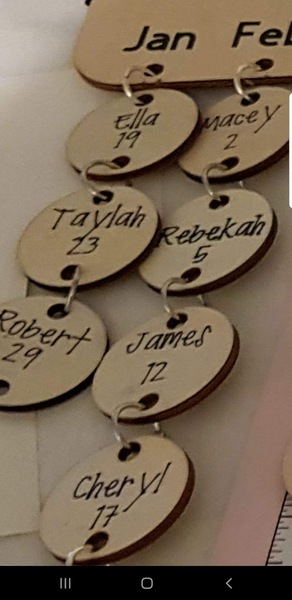 Jan Feb
Ella
19
Macey
2
Taylah
23
Rebekah
5
Robert
29
James
12
Cheryl
17